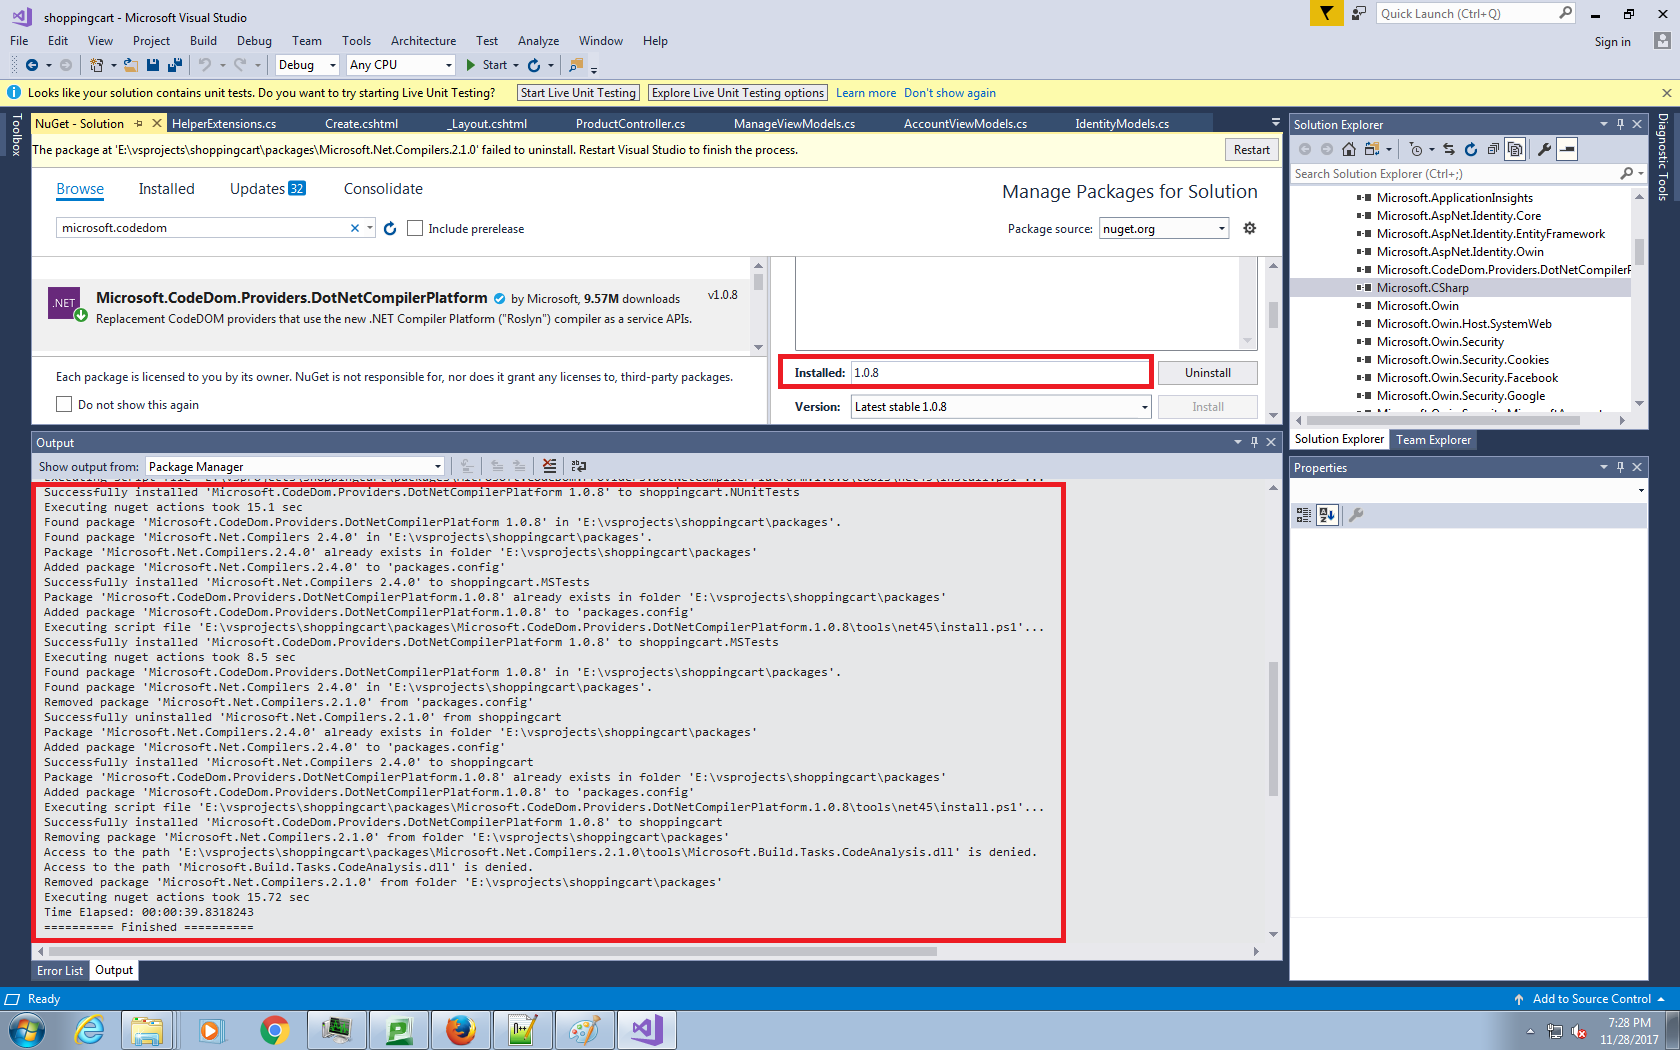 shoppingcart - Microsoft Visual Studio
Quick Launch (Ctrl+Q)
File Edit View Project Build Debug Team Tools Architecture Test Analyze Window Help
Sign in
Debug Any CPU Start
Looks like your solution contains unit tests. Do you want to try starting Live Unit Testing? Start Live Unit Testing Explore Live Unit Testing options Learn more Don't show again
Toolbox
NuGet - Solution HelperExtensions.cs Create.cshtml _Layout.cshtml ProductController.cs ManageViewModels.cs AccountViewModels.cs IdentityModels.cs
The package at 'E:\vsprojects\shoppingcart\packages\Microsoft.Net.Compilers.2.1.0' failed to uninstall. Restart Visual Studio to finish the process. Restart
Browse Installed Updates 32 Consolidate
Manage Packages for Solution
microsoft.codedom Include prerelease
Package source: nuget.org
.NET
Microsoft.CodeDom.Providers.DotNetCompilerPlatform by Microsoft, 9.57M downloads v1.0.8
Replacement CodeDOM providers that use the new .NET Compiler Platform ("Roslyn") compiler as a service APIs.
Each package is licensed to you by its owner. NuGet is not responsible for, nor does it grant any licenses to, third-party packages.
Do not show this again
Installed: 1.0.8 Uninstall
Version: Latest stable 1.0.8 Install
Output
Show output from: Package Manager
Successfully installed 'Microsoft.CodeDom.Providers.DotNetCompilerPlatform 1.0.8' to shoppingcart.NUnitTests
Executing nuget actions took 15.1 sec
Found package 'Microsoft.CodeDom.Providers.DotNetCompilerPlatform 1.0.8' in 'E:\vsprojects\shoppingcart\packages'.
Found package 'Microsoft.Net.Compilers 2.4.0' in 'E:\vsprojects\shoppingcart\packages'.
Package 'Microsoft.Net.Compilers.2.4.0' already exists in folder 'E:\vsprojects\shoppingcart\packages'
Added package 'Microsoft.Net.Compilers.2.4.0' to 'packages.config'
Successfully installed 'Microsoft.Net.Compilers 2.4.0' to shoppingcart.MSTests
Package 'Microsoft.CodeDom.Providers.DotNetCompilerPlatform.1.0.8' already exists in folder 'E:\vsprojects\shoppingcart\packages'
Added package 'Microsoft.CodeDom.Providers.DotNetCompilerPlatform.1.0.8' to 'packages.config'
Executing script file 'E:\vsprojects\shoppingcart\packages\Microsoft.CodeDom.Providers.DotNetCompilerPlatform.1.0.8\tools\net45\install.ps1'...
Successfully installed 'Microsoft.CodeDom.Providers.DotNetCompilerPlatform 1.0.8' to shoppingcart.MSTests
Executing nuget actions took 8.5 sec
Found package 'Microsoft.CodeDom.Providers.DotNetCompilerPlatform 1.0.8' in 'E:\vsprojects\shoppingcart\packages'.
Found package 'Microsoft.Net.Compilers 2.4.0' in 'E:\vsprojects\shoppingcart\packages'.
Removed package 'Microsoft.Net.Compilers.2.1.0' from 'packages.config'
Successfully uninstalled 'Microsoft.Net.Compilers.2.1.0' from shoppingcart
Package 'Microsoft.Net.Compilers.2.4.0' already exists in folder 'E:\vsprojects\shoppingcart\packages'
Added package 'Microsoft.Net.Compilers.2.4.0' to 'packages.config'
Successfully installed 'Microsoft.Net.Compilers 2.4.0' to shoppingcart
Package 'Microsoft.CodeDom.Providers.DotNetCompilerPlatform.1.0.8' already exists in folder 'E:\vsprojects\shoppingcart\packages'
Added package 'Microsoft.CodeDom.Providers.DotNetCompilerPlatform.1.0.8' to 'packages.config'
Executing script file 'E:\vsprojects\shoppingcart\packages\Microsoft.CodeDom.Providers.DotNetCompilerPlatform.1.0.8\tools\net45\install.ps1'...
Successfully installed 'Microsoft.CodeDom.Providers.DotNetCompilerPlatform 1.0.8' to shoppingcart
Removing package 'Microsoft.Net.Compilers.2.1.0' from folder 'E:\vsprojects\shoppingcart\packages'
Access to the path 'E:\vsprojects\shoppingcart\packages\Microsoft.Net.Compilers.2.1.0\tools\Microsoft.Build.Tasks.CodeAnalysis.dll' is denied.
Access to the path 'Microsoft.Build.Tasks.CodeAnalysis.dll' is denied.
Removed package 'Microsoft.Net.Compilers.2.1.0' from folder 'E:\vsprojects\shoppingcart\packages'
Executing nuget actions took 15.72 sec
Time Elapsed: 00:00:39.8318243
========== Finished ==========
Error List Output
Solution Explorer
Search Solution Explorer (Ctrl+;)
Microsoft.ApplicationInsights
Microsoft.AspNet.Identity.Core
Microsoft.AspNet.Identity.EntityFramework
Microsoft.AspNet.Identity.Owin
Microsoft.CodeDom.Providers.DotNetCompilerP
Microsoft.CSharp
Microsoft.Owin
Microsoft.Owin.Host.SystemWeb
Microsoft.Owin.Security
Microsoft.Owin.Security.Cookies
Microsoft.Owin.Security.Facebook
Microsoft.Owin.Security.Google
Solution Explorer Team Explorer
Properties
Diagnostic Tools
Ready Add to Source Control
7:28 PM
11/28/2017